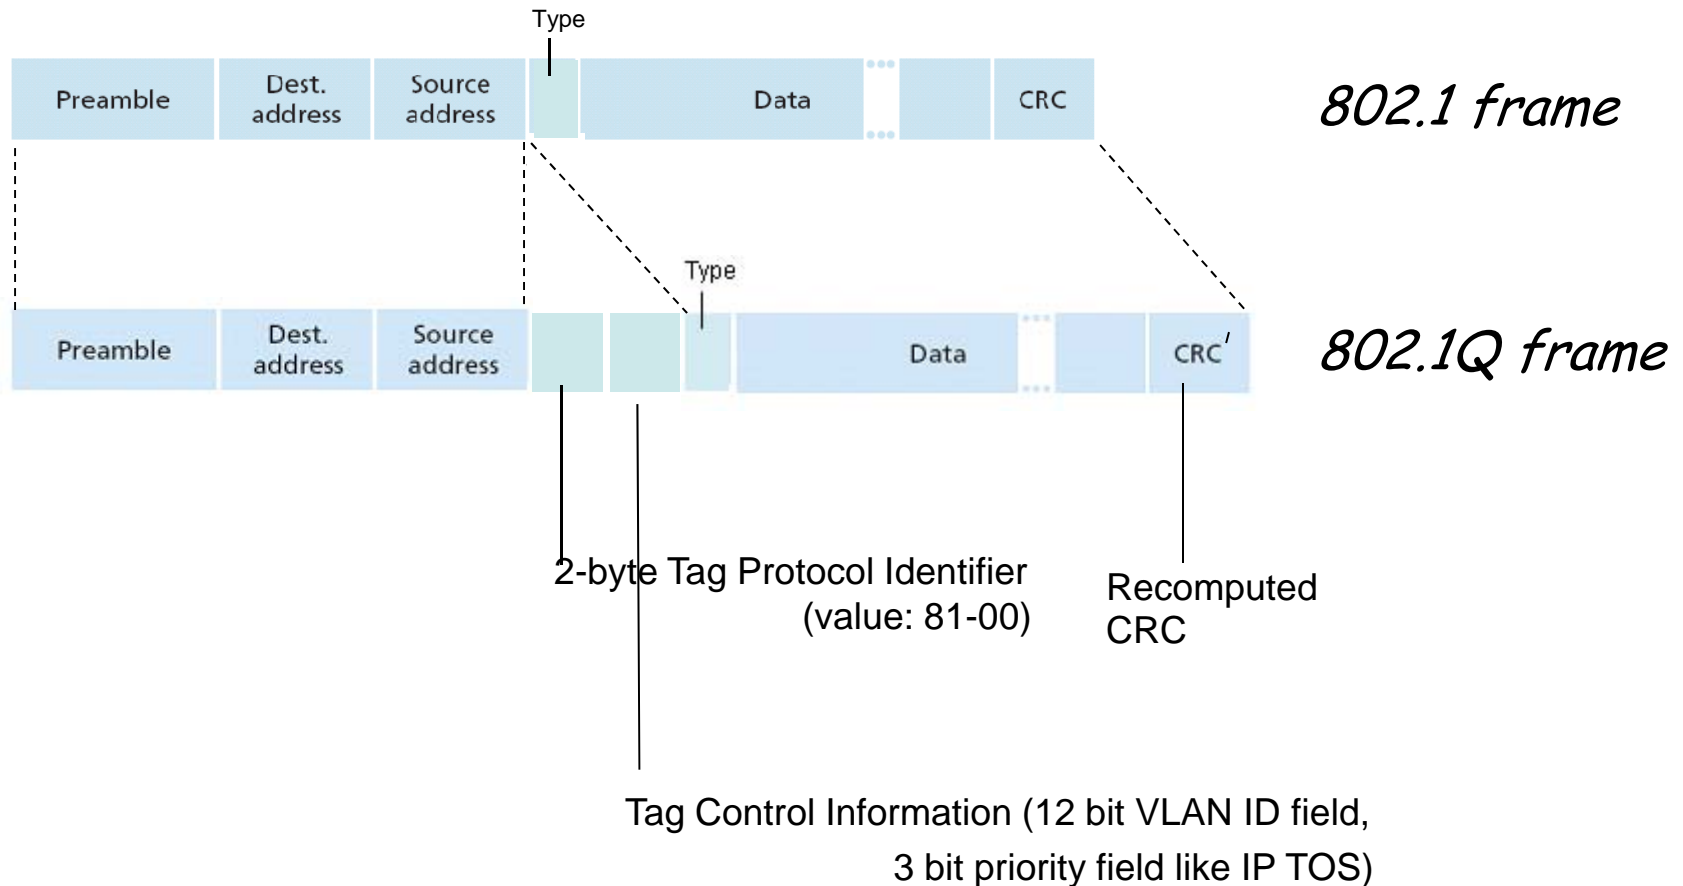 Type
Preamble
Dest.
address
Source
address
Data
CRC
802.1 frame
Type
Preamble
Dest.
address
Source
address
Data
CRC'
802.1Q frame
2-byte Tag Protocol Identifier
(value: 81-00)
Recomputed
CRC
Tag Control Information (12 bit VLAN ID field,
3 bit priority field like IP TOS)